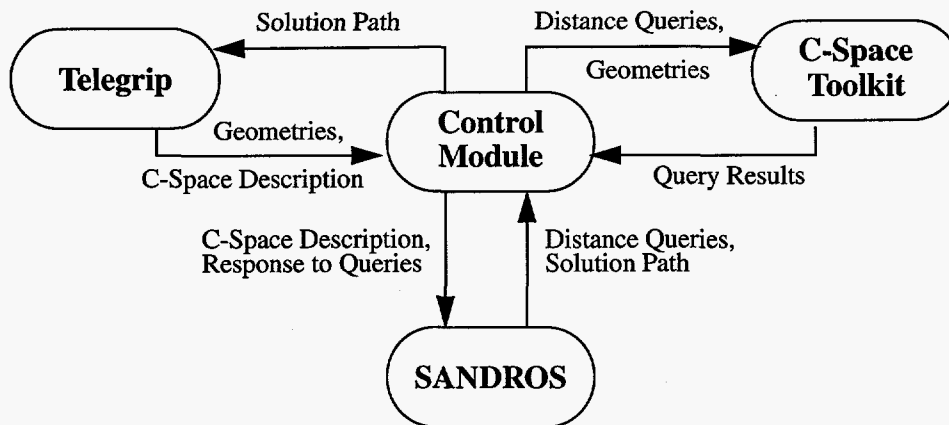 Solution Path
Distance Queries,
Geometries
Telegrip
C-Space
Toolkit
Control
Module
Geometries,
C-Space Description
Query Results
C-Space Description,
Response to Queries
Distance Queries,
Solution Path
SANDROS